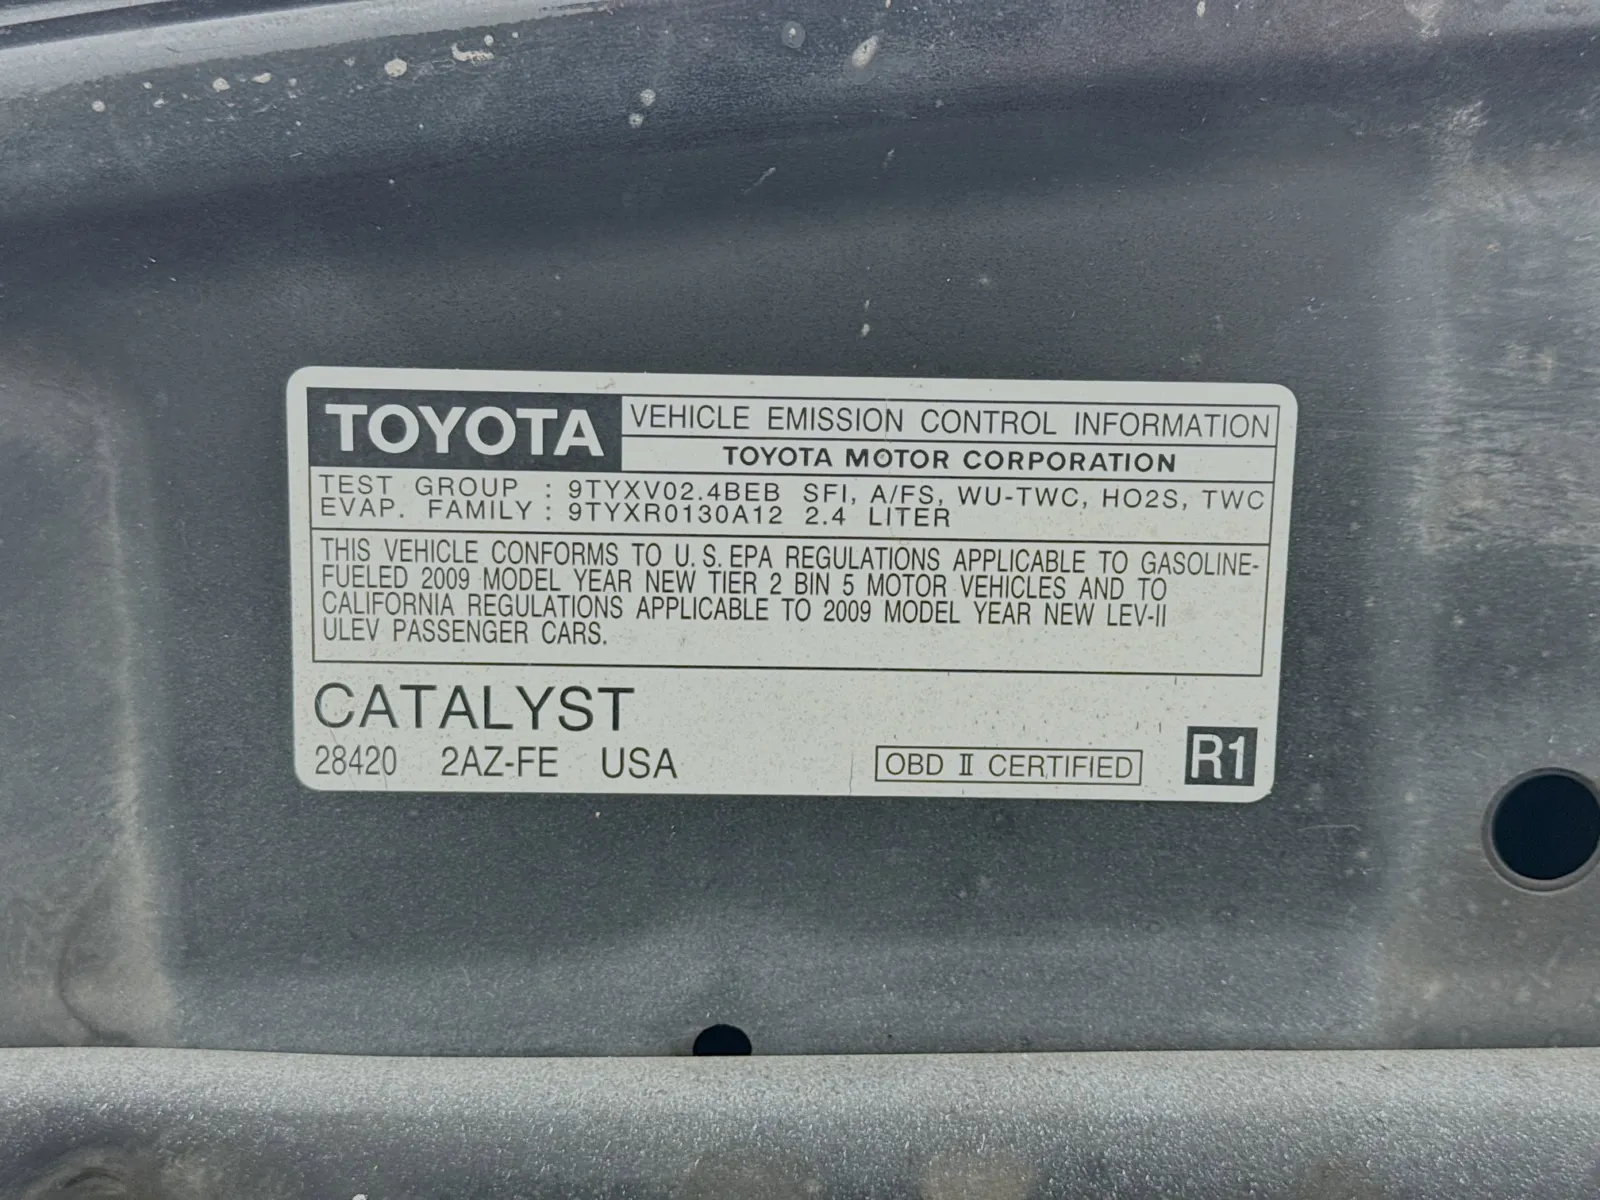 TOYOTA
VEHICLE EMISSION CONTROL INFORMATION
TOYOTA MOTOR CORPORATION
TEST GROUP : 9TYXV02.4BEB SFI, A/FS, WU-TWC, HO2S, TWC
EVAP. FAMILY : 9TYXR0130A12 2.4 LITER
THIS VEHICLE CONFORMS TO U.S. EPA REGULATIONS APPLICABLE TO GASOLINE-
FUELED 2009 MODEL YEAR NEW TIER 2 BIN 5 MOTOR VEHICLES AND TO
CALIFORNIA REGULATIONS APPLICABLE TO 2009 MODEL YEAR NEW LEV-II
ULEV PASSENGER CARS.
CATALYST
28420 2AZ-FE USA
OBD II CERTIFIED
R1